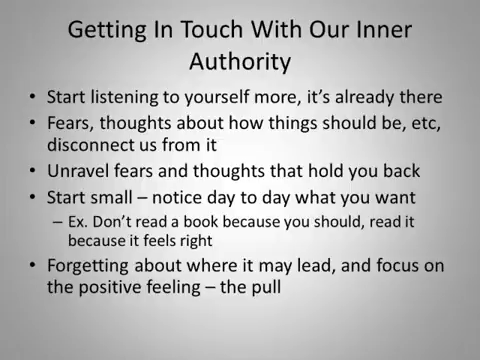 Getting In Touch With Our Inner
Authority
• Start listening to yourself more, it's already there
• Fears, thoughts about how things should be, etc,
disconnect us from it
• Unravel fears and thoughts that hold you back
• Start small – notice day to day what you want
– Ex. Don't read a book because you should, read it
because it feels right
• Forgetting about where it may lead, and focus on
the positive feeling – the pull